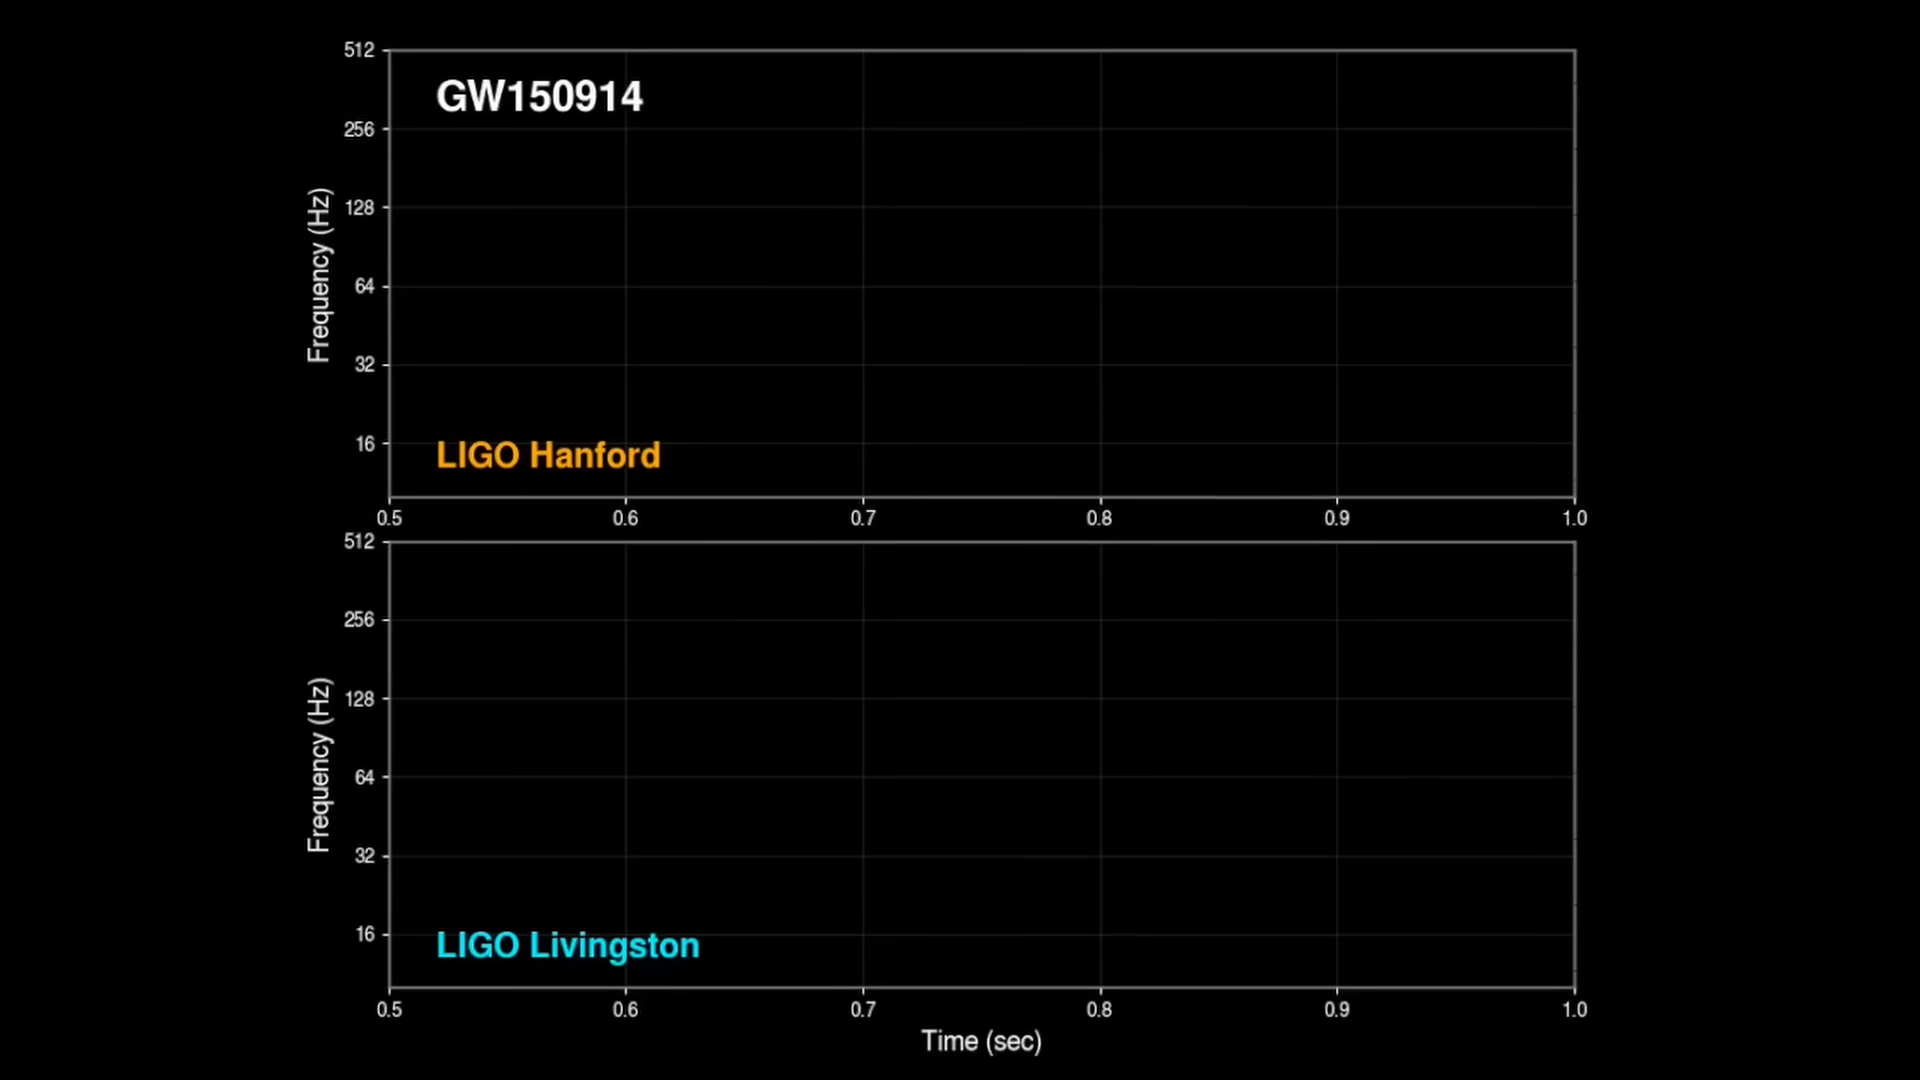 512
GW150914
256
128
Frequency (Hz)
64
32
16
LIGO Hanford
0.5 0.6 0.7 0.8 0.9 1.0
512
256
128
Frequency (Hz)
64
32
16
LIGO Livingston
0.5 0.6 0.7 0.8 0.9 1.0
Time (sec)